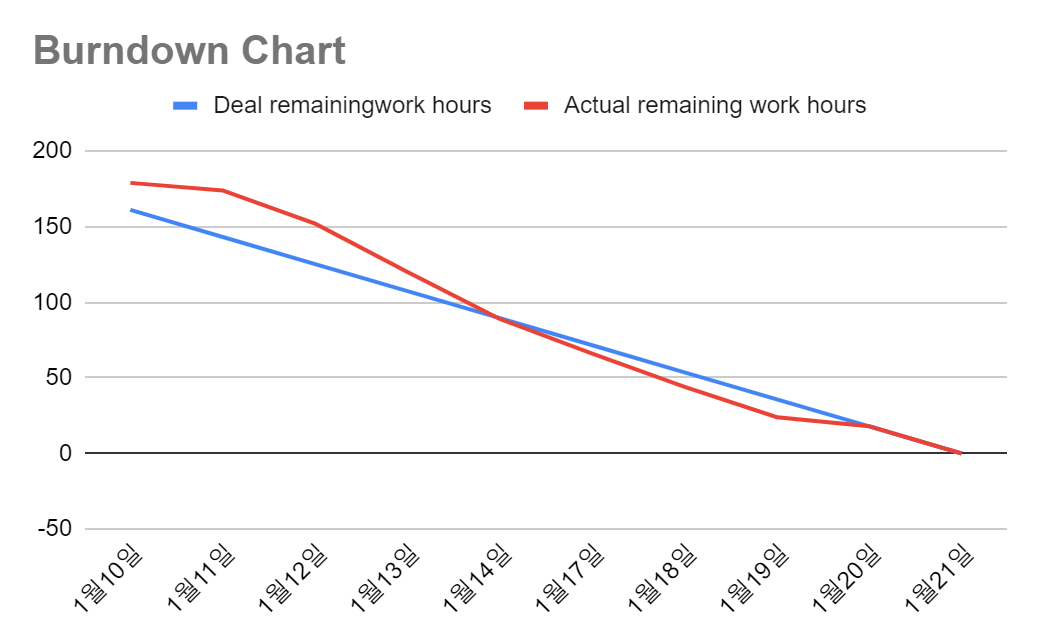 Burndown Chart
Deal remainingwork hours
Actual remaining work hours
200
150
100
50
0
-50
1월10일
1월11일
1월12일
1월13일
1월14일
1월17일
1월18일
1월19일
1월20일
1월21일